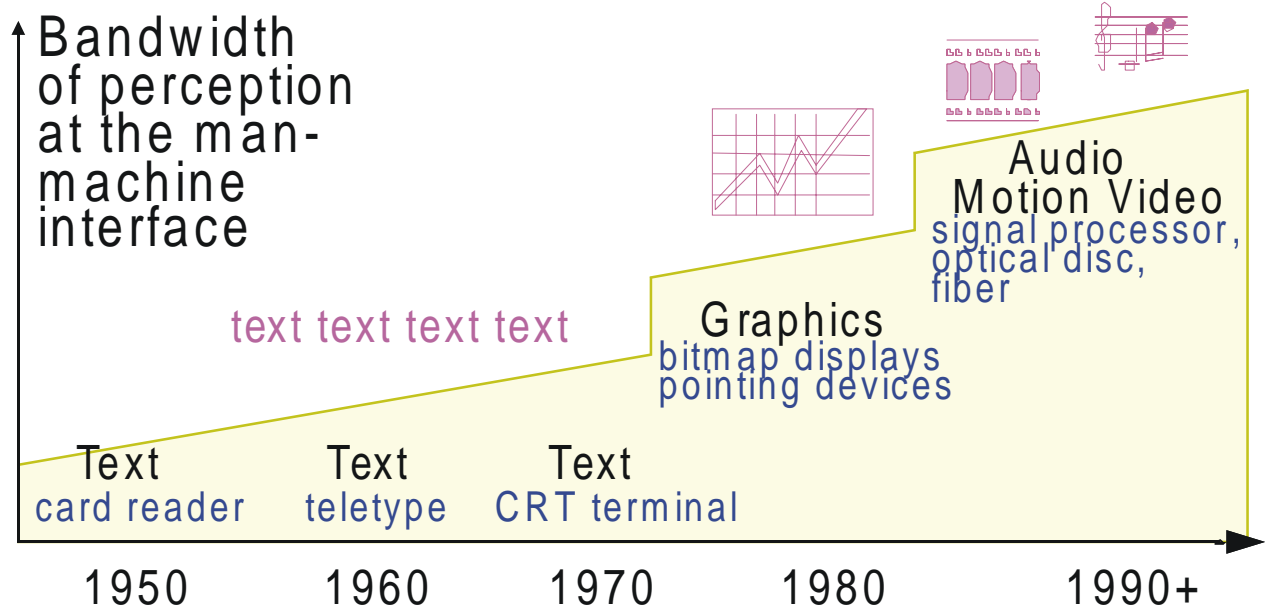 Bandwidth
of perception
at the man-
machine
interface
text text text text
Audio
Motion Video
signal processor,
optical disc,
fiber
Graphics
bitmap displays
pointing devices
Text
card reader
Text
teletype
Text
CRT terminal
1950
1960
1970
1980
1990+